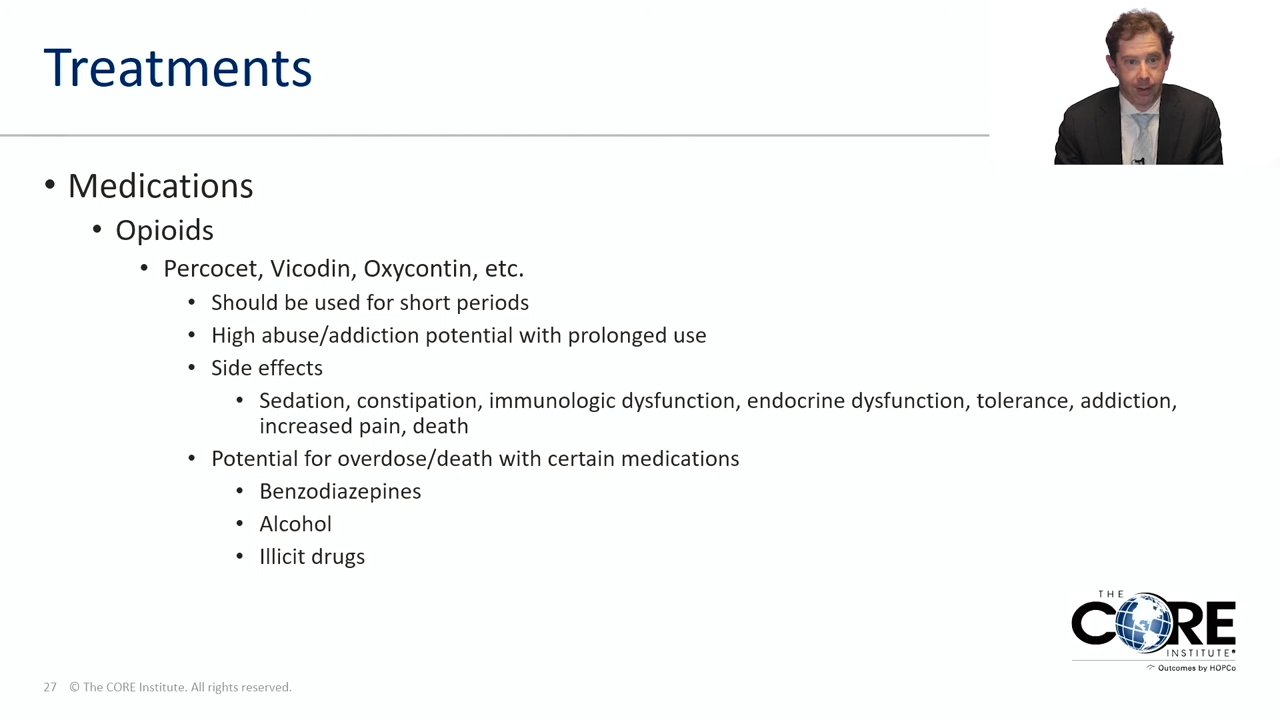 Treatments
• Medications
• Opioids
• Percocet, Vicodin, Oxycontin, etc.
• Should be used for short periods
• High abuse/addiction potential with prolonged use
• Side effects
• Sedation, constipation, immunologic dysfunction, endocrine dysfunction, tolerance, addiction,
increased pain, death
• Potential for overdose/death with certain medications
• Benzodiazepines
• Alcohol
• Illicit drugs
THE
CORE
INSTITUTE®
Outcomes by HOPCo
27 © The CORE Institute. All rights reserved.